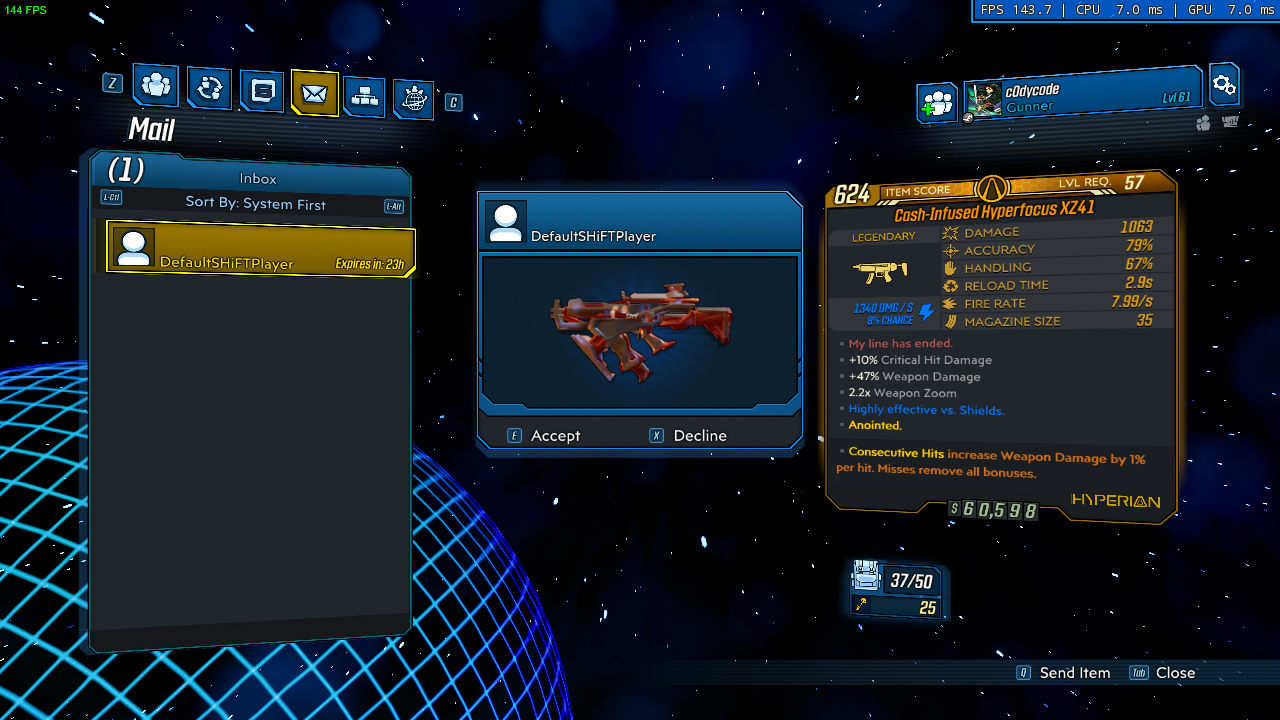 144 FPS
FPS 143.7 | CPU 7.0 ms | GPU 7.0 ms
Z
C
c0dycode
Gunner
Lvl 61
Mail
(1)
Inbox
L-Ctl
Sort By: System First
L-Alt
DefaultSHiFTPlayer
Expires in: 23h
DefaultSHiFTPlayer
E Accept
X Decline
624 ITEM SCORE
LVL REQ. 57
Cash-Infused Hyperfocus XZ41
LEGENDARY
DAMAGE 1063
ACCURACY 79%
HANDLING 67%
RELOAD TIME 2.9s
FIRE RATE 7.99/s
MAGAZINE SIZE 35
1340 DMG / S
8% CHANCE
My line has ended.
+10% Critical Hit Damage
+47% Weapon Damage
2.2x Weapon Zoom
Highly effective vs. Shields.
Anointed.
Consecutive Hits increase Weapon Damage by 1%
per hit. Misses remove all bonuses.
HYPERION
$60,598
37/50
25
Q Send Item
Tab Close